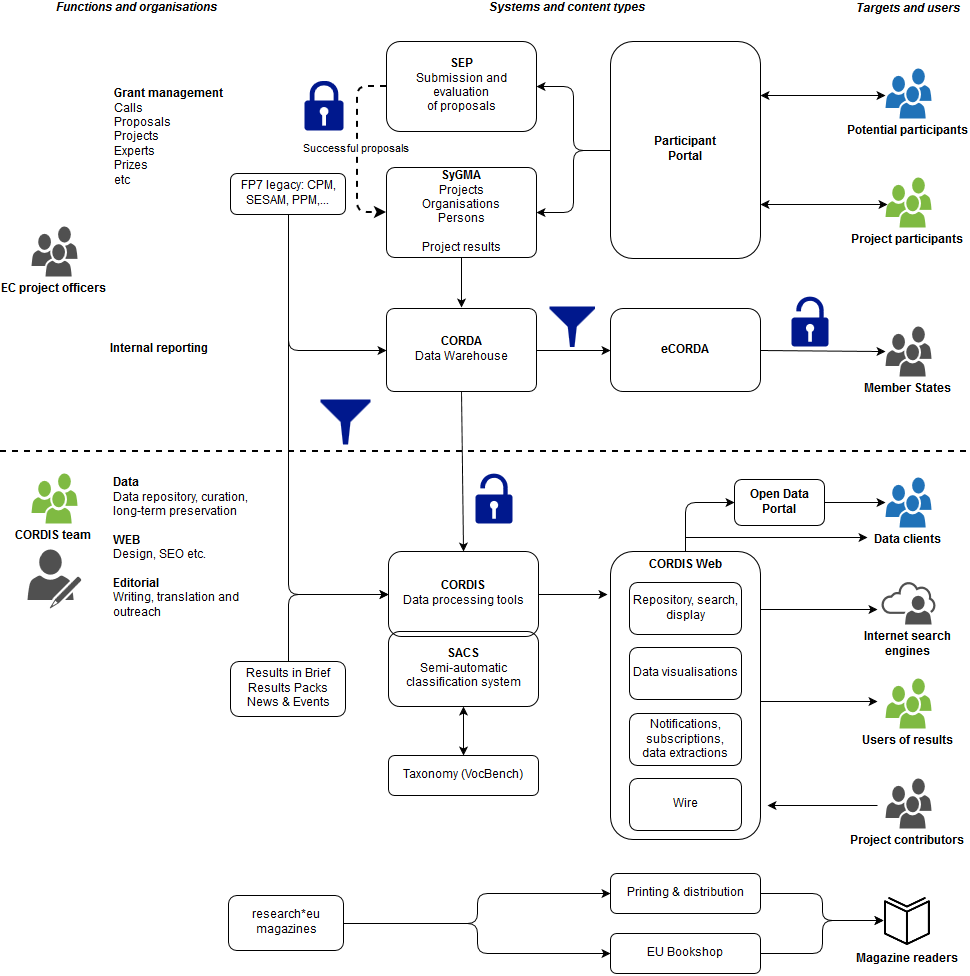 Functions and organisations
Systems and content types
Targets and users
Grant management
Calls
Proposals
Projects
Experts
Prizes
etc
SEP
Submission and
evaluation
of proposals
Successful proposals
SyGMA
Projects
Organisations
Persons
Project results
Participant
Portal
Potential participants
Project participants
FP7 legacy: CPM,
SESAM, PPM,...
EC project officers
Internal reporting
CORDA
Data Warehouse
eCORDA
Member States
CORDIS team
Data
Data repository, curation,
long-term preservation
WEB
Design, SEO etc.
Editorial
Writing, translation and
outreach
Open Data
Portal
Data clients
CORDIS
Data processing tools
SACS
Semi-automatic
classification system
Taxonomy (VocBench)
Results in Brief
Results Packs
News & Events
CORDIS Web
Repository, search,
display
Data visualisations
Notifications,
subscriptions,
data extractions
Wire
Internet search
engines
Users of results
Project contributors
research*eu
magazines
Printing & distribution
EU Bookshop
Magazine readers